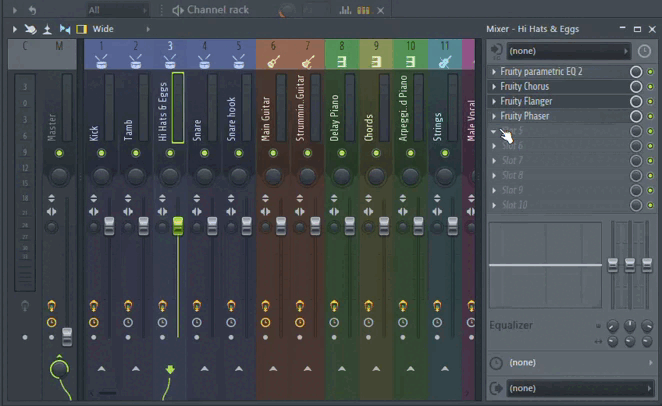 All
Channel rack
Wide
Mixer - Hi Hats & Eggs
C
M
1
2
3
4
5
6
7
8
9
10
11
Master
Kick
Tamb
Hi Hats & Eggs
Snare
Snare hook
Main Guitar
Strummin..Guitar
Delay Piano
Chords
Arpeggi..d Piano
Strings
Male Vocal
(none)
Fruity parametric EQ 2
Fruity Chorus
Fruity Flanger
Fruity Phaser
Slot 6
Slot 7
Slot 8
Slot 9
Slot 10
Equalizer
(none)
(none)